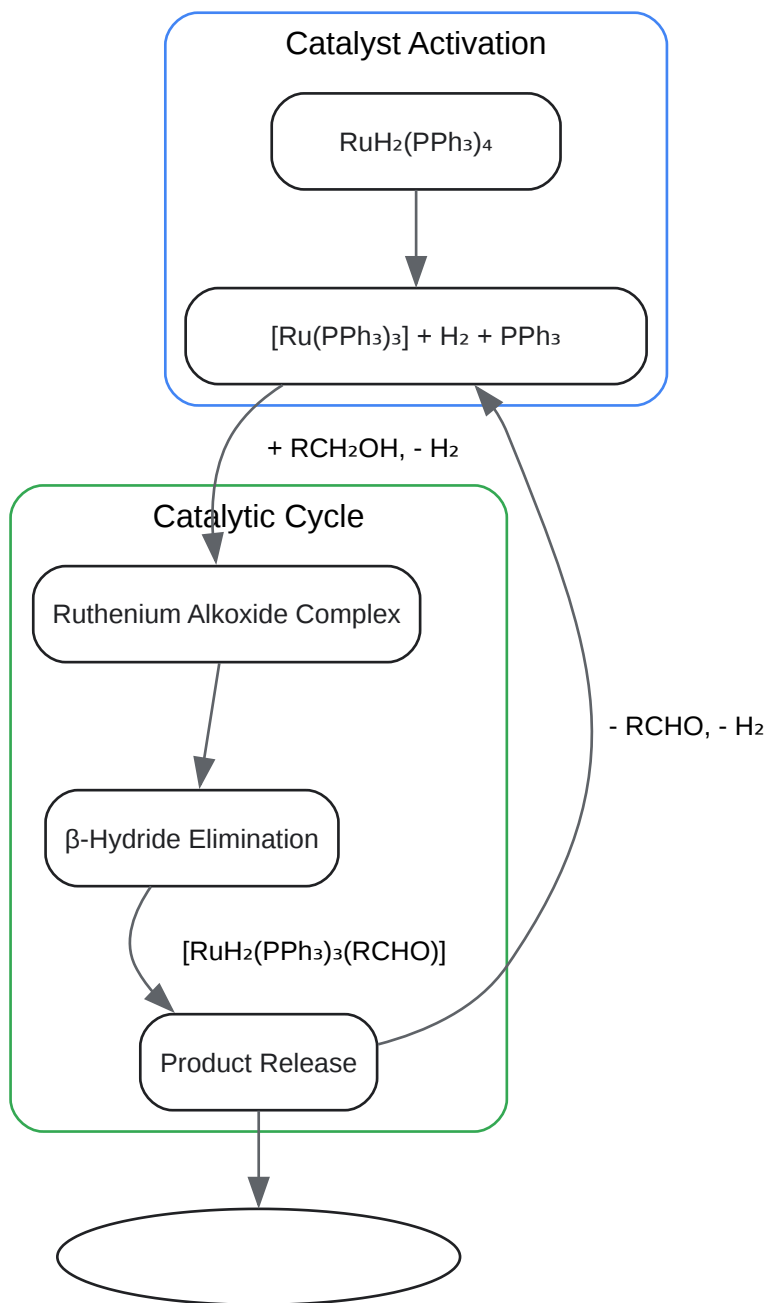 Catalyst Activation
RuH₂(PPh₃)₄
[Ru(PPh₃)₃] + H₂ + PPh₃
+ RCH₂OH, - H₂
Catalytic Cycle
Ruthenium Alkoxide Complex
- RCHO, - H₂
β-Hydride Elimination
[RuH₂(PPh₃)₃(RCHO)]
Product Release